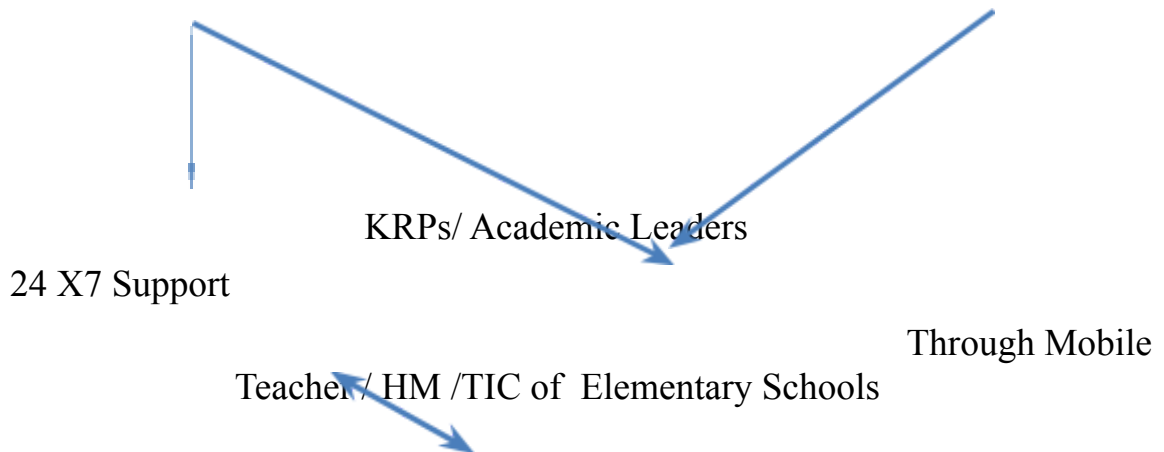 KRPs/ Academic Leaders
24 X7 Support
Through Mobile
Teacher / HM /TIC of Elementary Schools